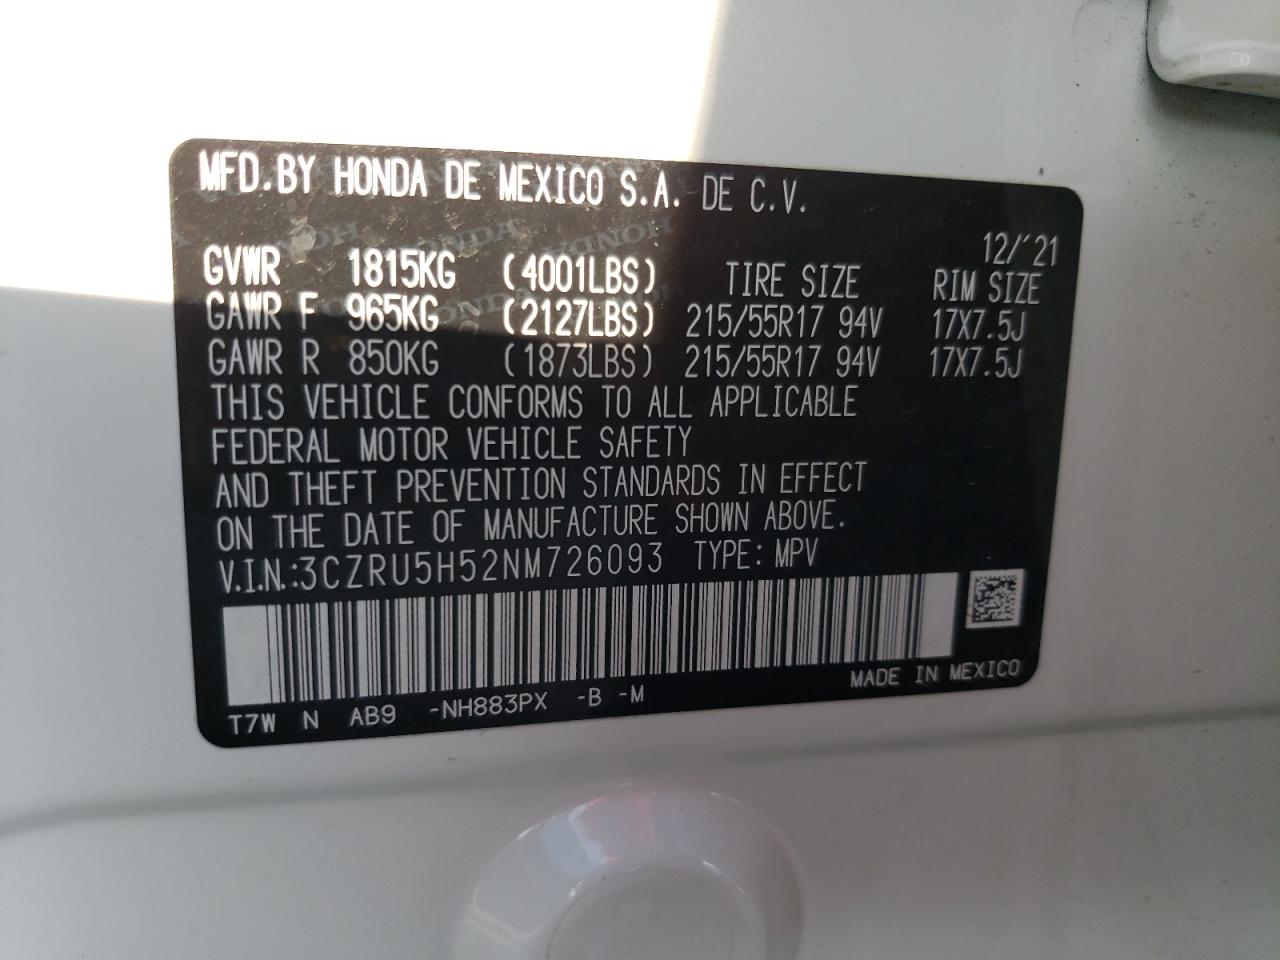 MFD.BY HONDA DE MEXICO S.A. DE C.V.
12/'21
GVWR 1815KG (4001LBS) TIRE SIZE RIM SIZE
GAWR F 965KG (2127LBS) 215/55R17 94V 17X7.5J
GAWR R 850KG (1873LBS) 215/55R17 94V 17X7.5J
THIS VEHICLE CONFORMS TO ALL APPLICABLE
FEDERAL MOTOR VEHICLE SAFETY
AND THEFT PREVENTION STANDARDS IN EFFECT
ON THE DATE OF MANUFACTURE SHOWN ABOVE.
V.I.N.:3CZRU5H52NM726093 TYPE: MPV
MADE IN MEXICO
T7W N AB9 -NH883PX -B -M